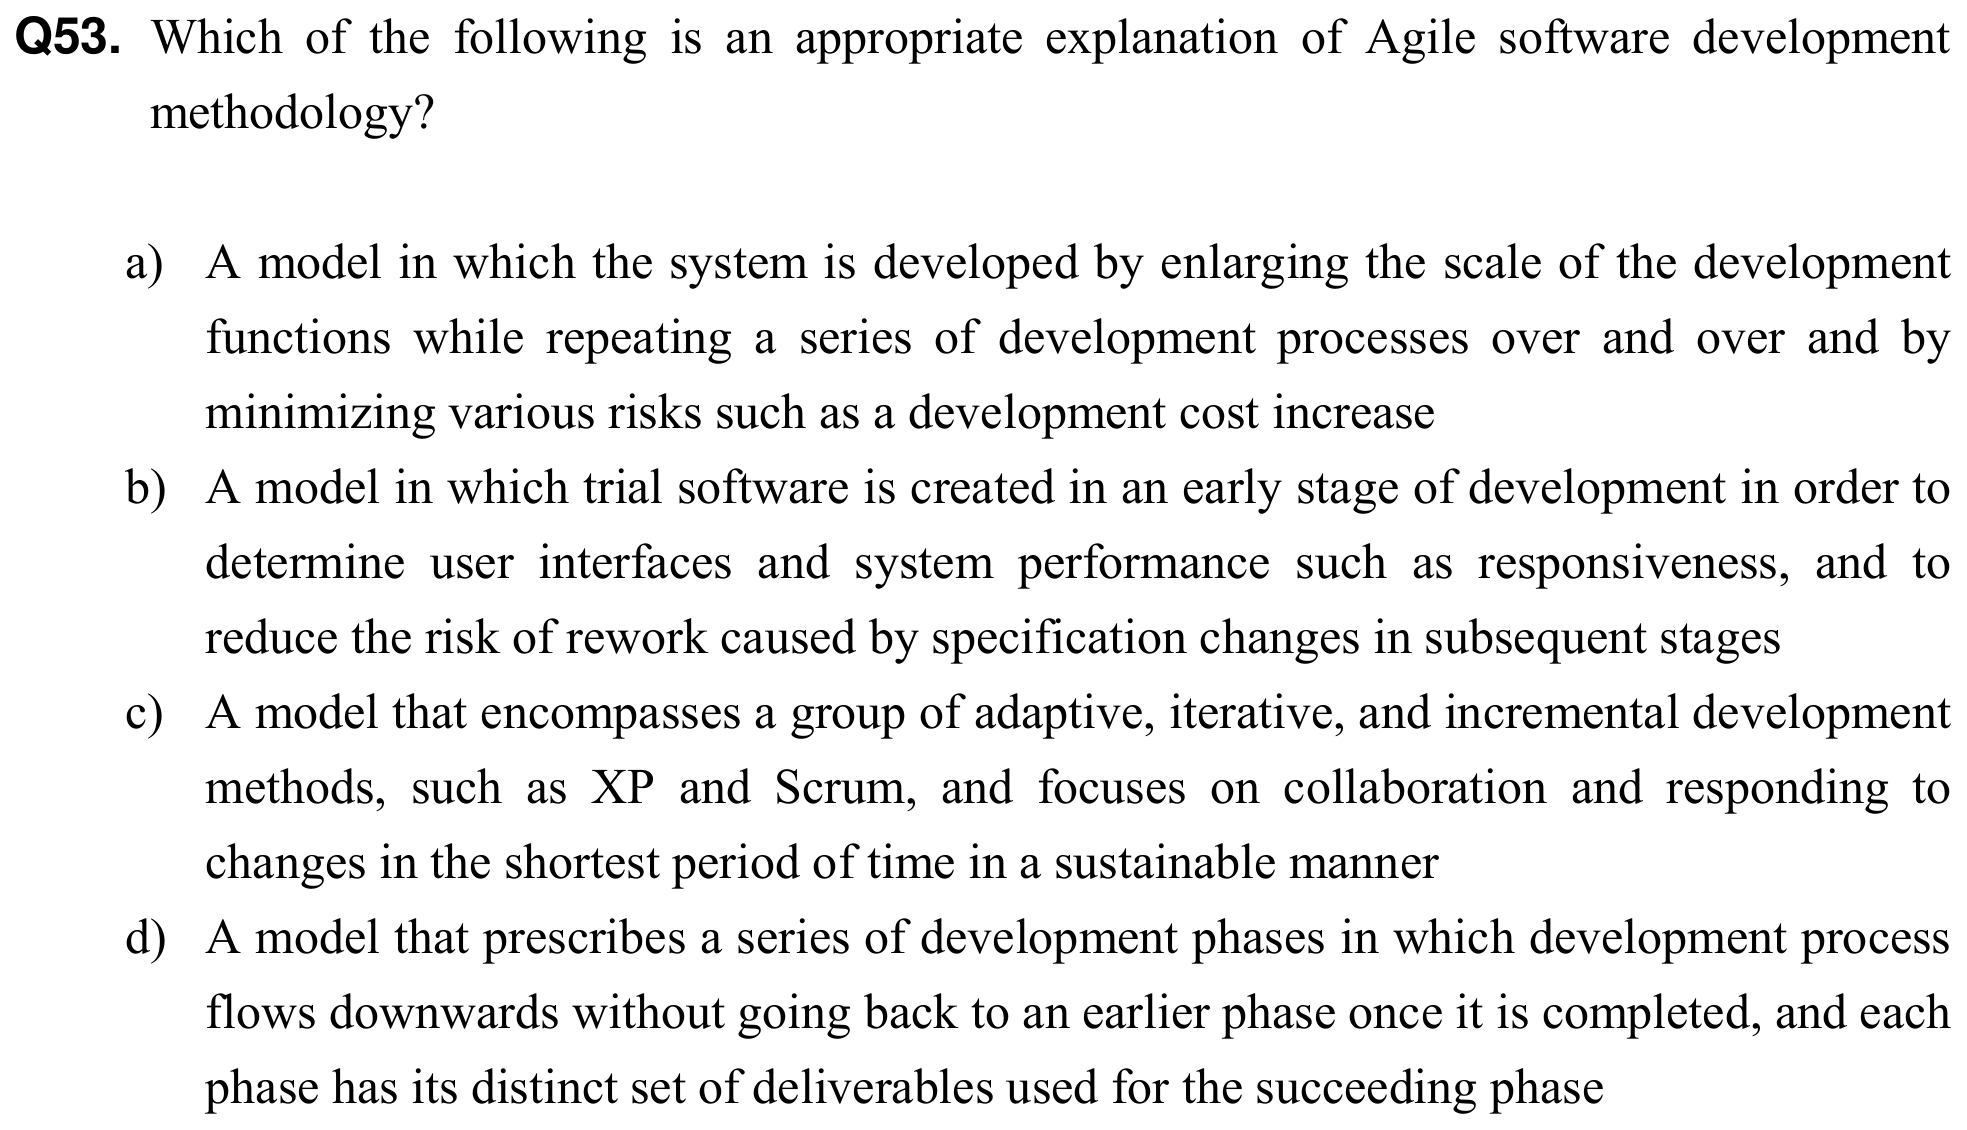 Q53. Which of the following is an appropriate explanation of Agile software development
methodology?
a) A model in which the system is developed by enlarging the scale of the development
functions while repeating a series of development processes over and over and by
minimizing various risks such as a development cost increase
b) A model in which trial software is created in an early stage of development in order to
determine user interfaces and system performance such as responsiveness, and to
reduce the risk of rework caused by specification changes in subsequent stages
c) A model that encompasses a group of adaptive, iterative, and incremental development
methods, such as XP and Scrum, and focuses on collaboration and responding to
changes in the shortest period of time in a sustainable manner
d) A model that prescribes a series of development phases in which development process
flows downwards without going back to an earlier phase once it is completed, and each
phase has its distinct set of deliverables used for the succeeding phase